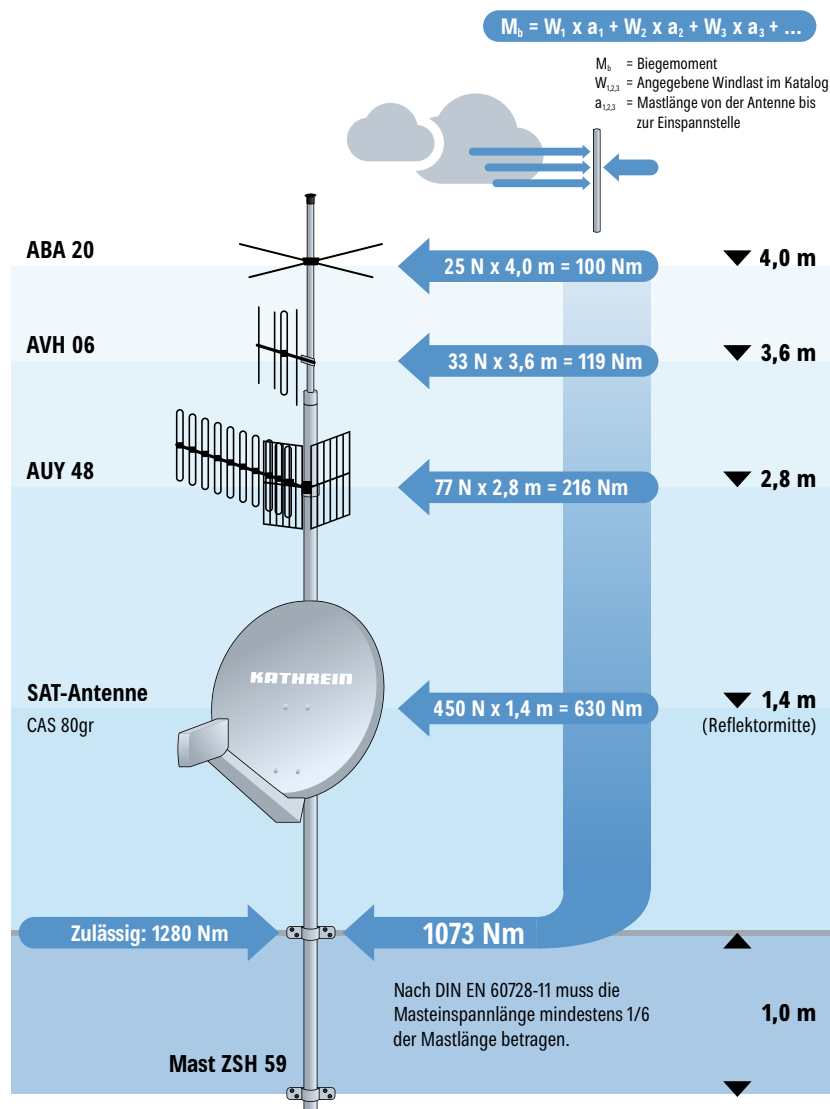 Mb = W1 x a1 + W2 x a2 + W3 x a3 + ...
Mb = Biegemoment
W1,2,3 = Angegebene Windlast im Katalog
a1,2,3 = Mastlänge von der Antenne bis
zur Einspannstelle
ABA 20
25 N x 4,0 m = 100 Nm
4,0 m
AVH 06
33 N x 3,6 m = 119 Nm
3,6 m
AUY 48
77 N x 2,8 m = 216 Nm
2,8 m
KATHREIN
SAT-Antenne
CAS 80gr
450 N x 1,4 m = 630 Nm
1,4 m
(Reflektormitte)
Zulässig: 1280 Nm
1073 Nm
Nach DIN EN 60728-11 muss die
Masteinspannlänge mindestens 1/6
der Mastlänge betragen.
1,0 m
Mast ZSH 59